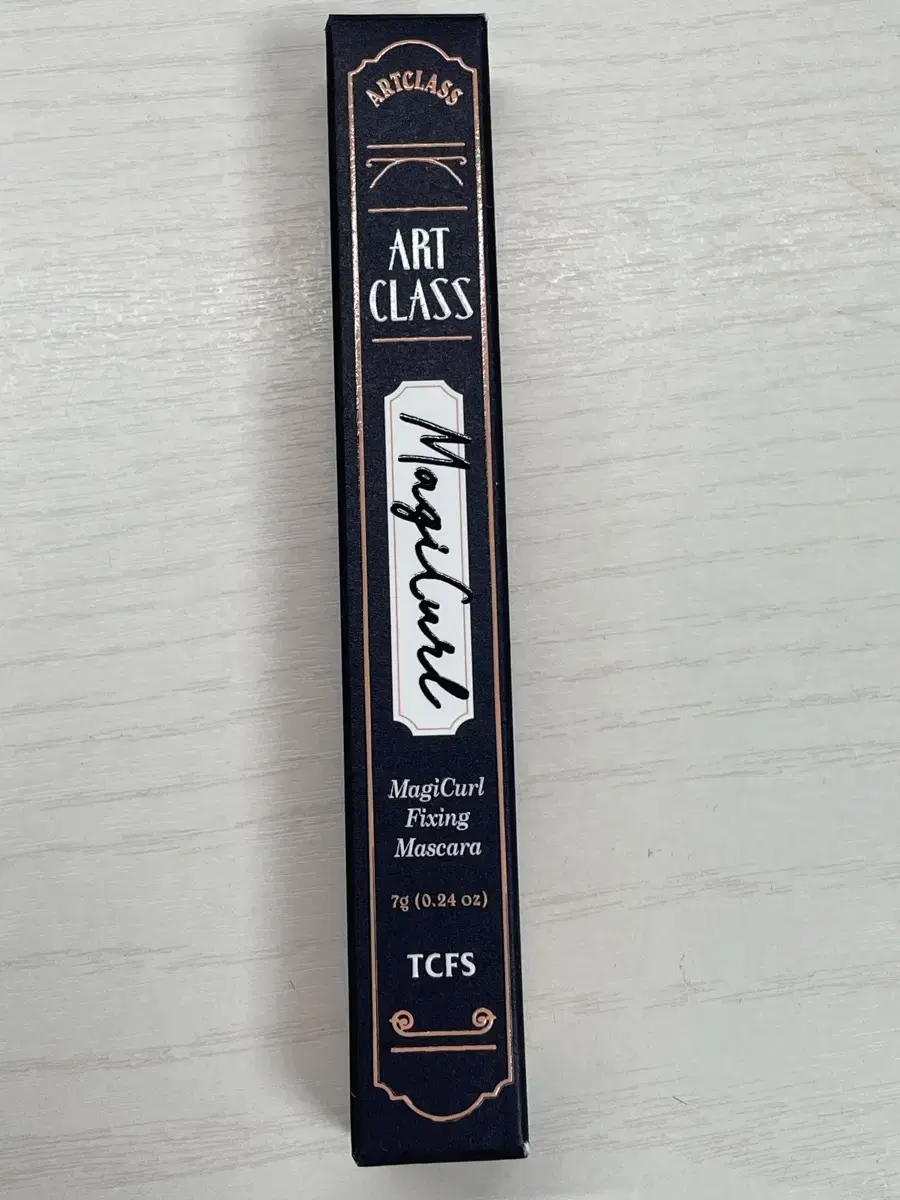 ARTCLASS
ART
CLASS
MagiCurl
MagiCurl
Fixing
Mascara
7g (0.24 oz)
TCFS